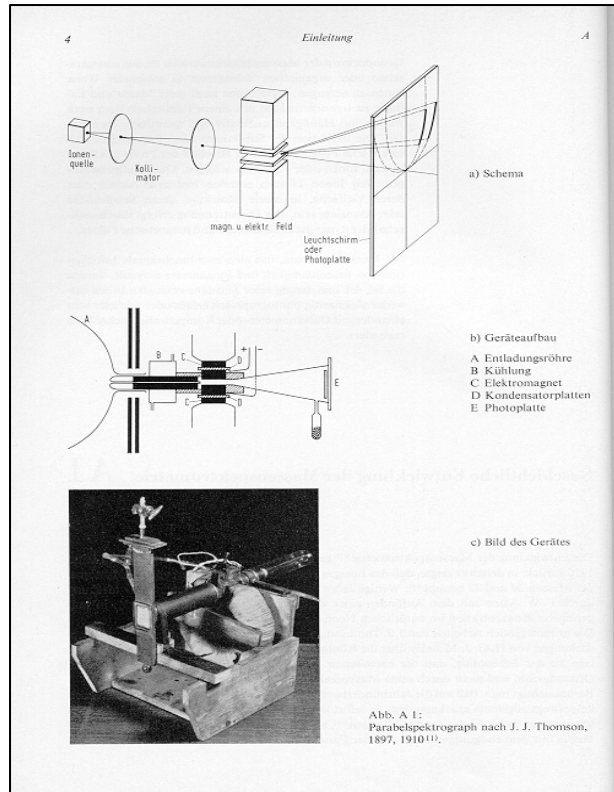 4
Einleitung
A
Ionen-
quelle
Kolli-
mator
magn. u. elektr. Feld
Leuchtschirm
oder
Photoplatte
a) Schema
A
B
C
+
−
D
E
C
D
b) Geräteaufbau
A Entladungsröhre
B Kühlung
C Elektromagnet
D Kondensatorplatten
E Photoplatte
c) Bild des Gerätes
Abb. A 1:
Parabelspektrograph nach J. J. Thomson,
1897, 1910¹¹⁾.